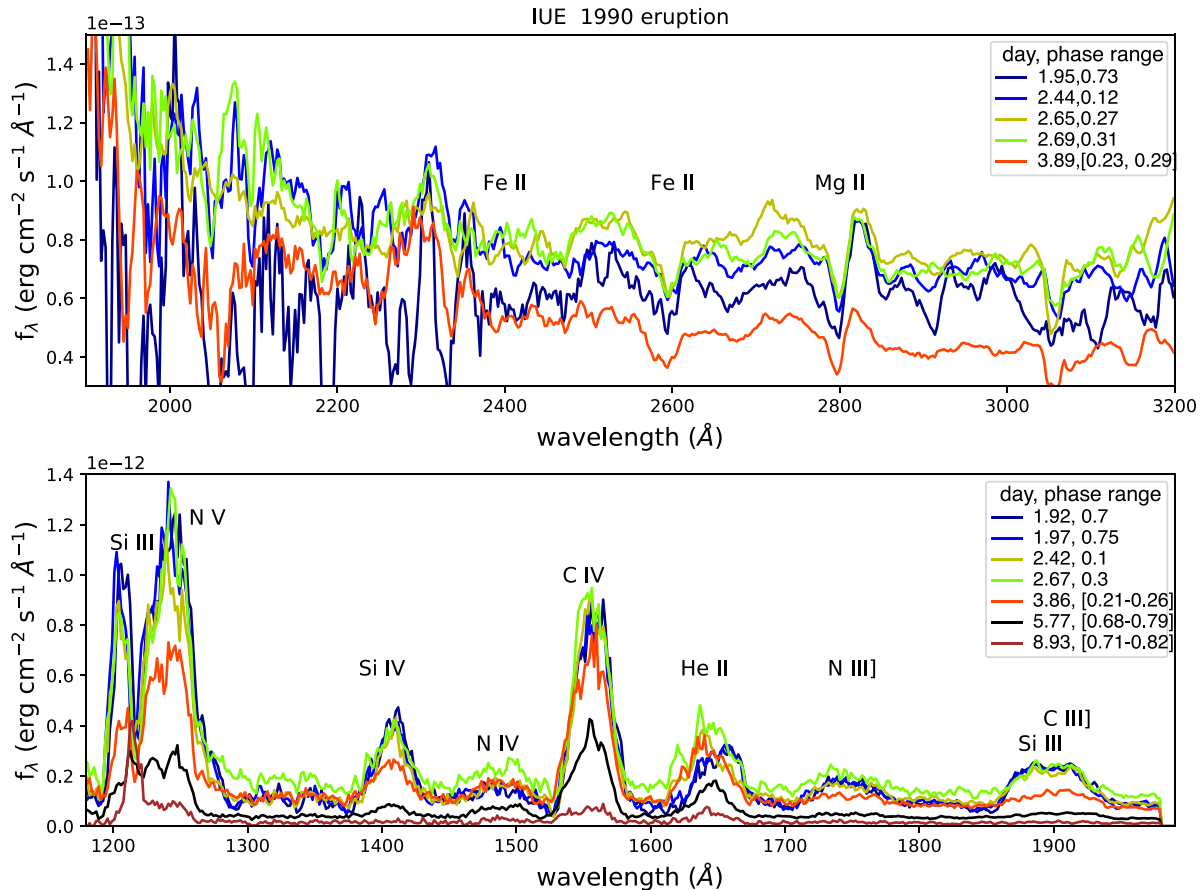 IUE 1990 eruption
1e−13
day, phase range
1.95,0.73
2.44,0.12
2.65,0.27
2.69,0.31
3.89,[0.23, 0.29]
Fe II
Fe II
Mg II
1.4
1.2
1.0
0.8
0.6
0.4
f_λ (erg cm⁻² s⁻¹ Å⁻¹)
2000 2200 2400 2600 2800 3000 3200
wavelength (Å)
1e−12
day, phase range
1.92, 0.7
1.97, 0.75
2.42, 0.1
2.67, 0.3
3.86, [0.21-0.26]
5.77, [0.68-0.79]
8.93, [0.71-0.82]
N V
Si III
C IV
Si IV
He II
N III]
C III]
N IV
Si III
1.4
1.2
1.0
0.8
0.6
0.4
0.2
0.0
f_λ (erg cm⁻² s⁻¹ Å⁻¹)
1200 1300 1400 1500 1600 1700 1800 1900
wavelength (Å)